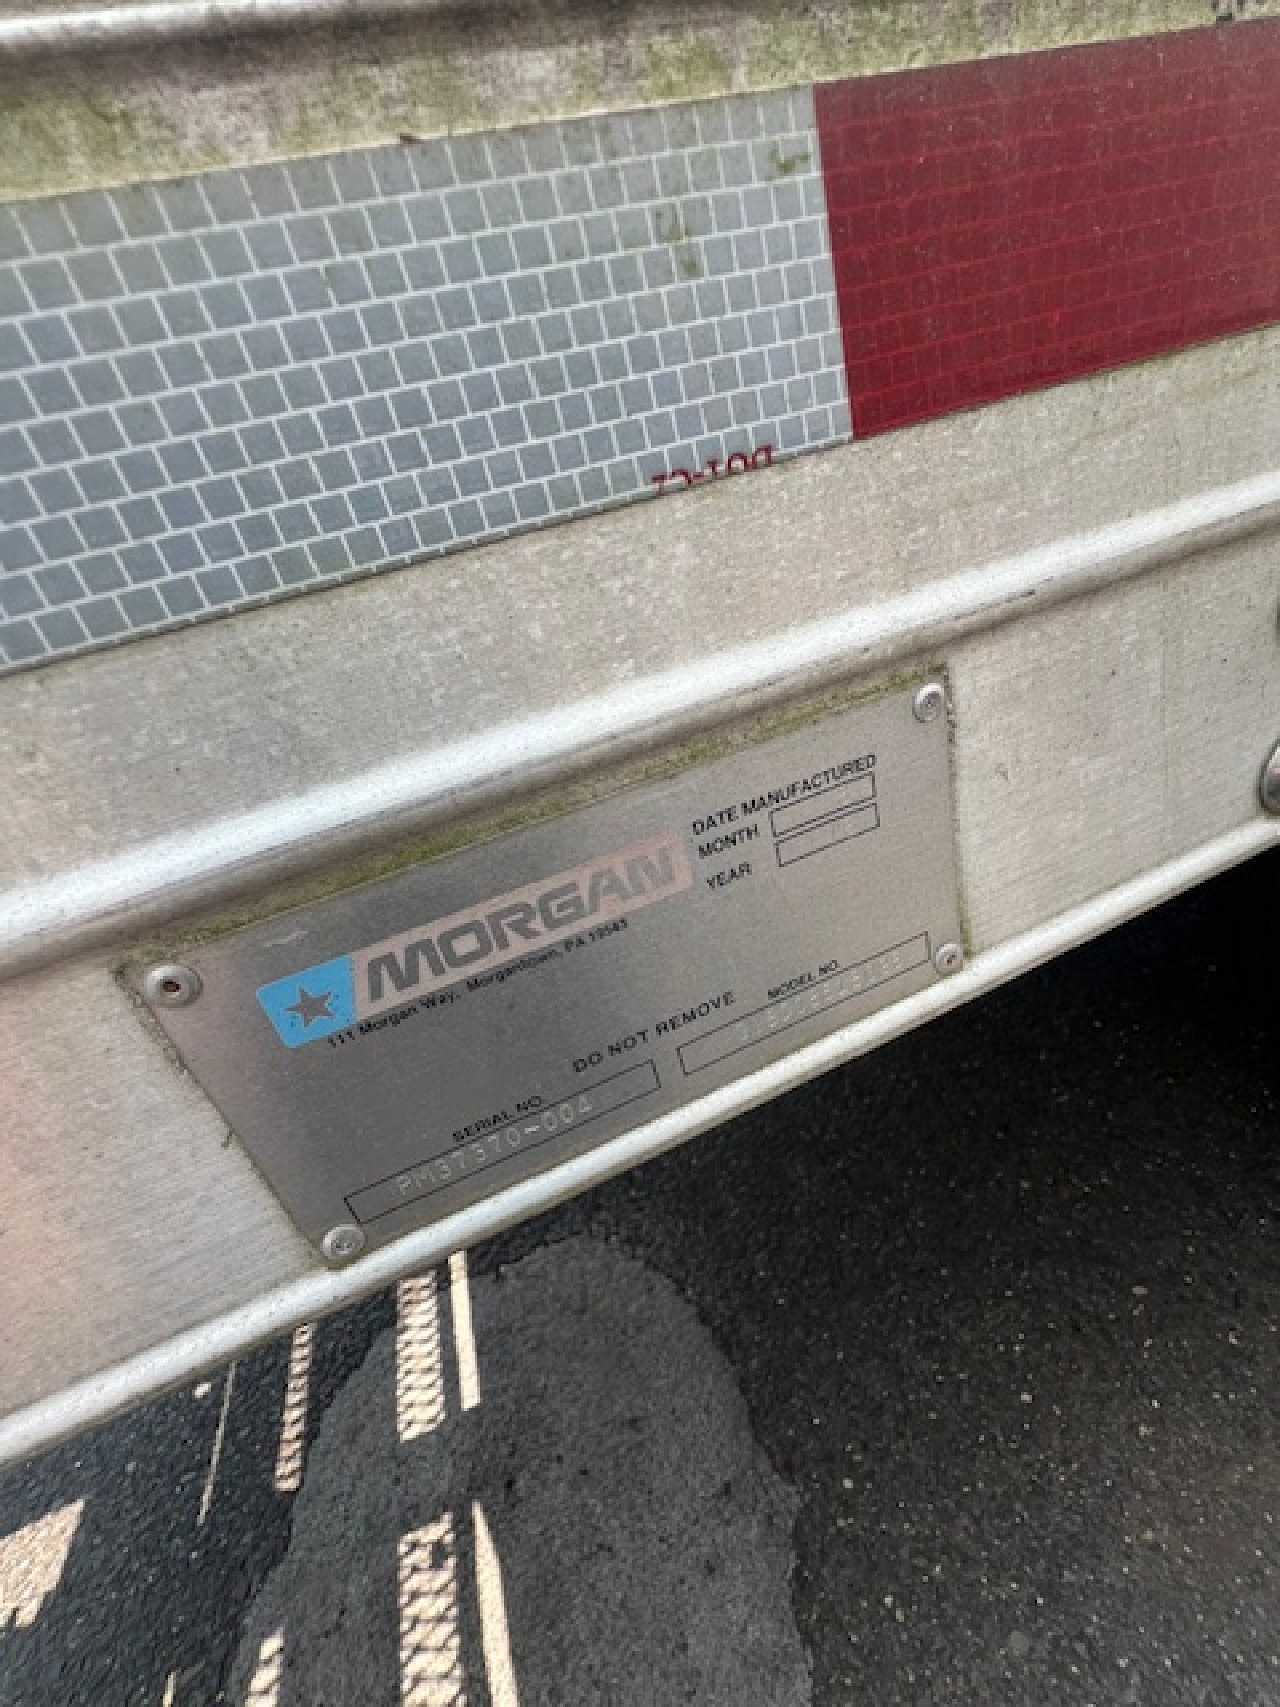 DOT-C2
MORGAN
111 Morgan Way, Morgantown, PA 19543
DATE MANUFACTURED
MONTH
YEAR
DO NOT REMOVE
SERIAL NO.
PM37370-004
MODEL NO.